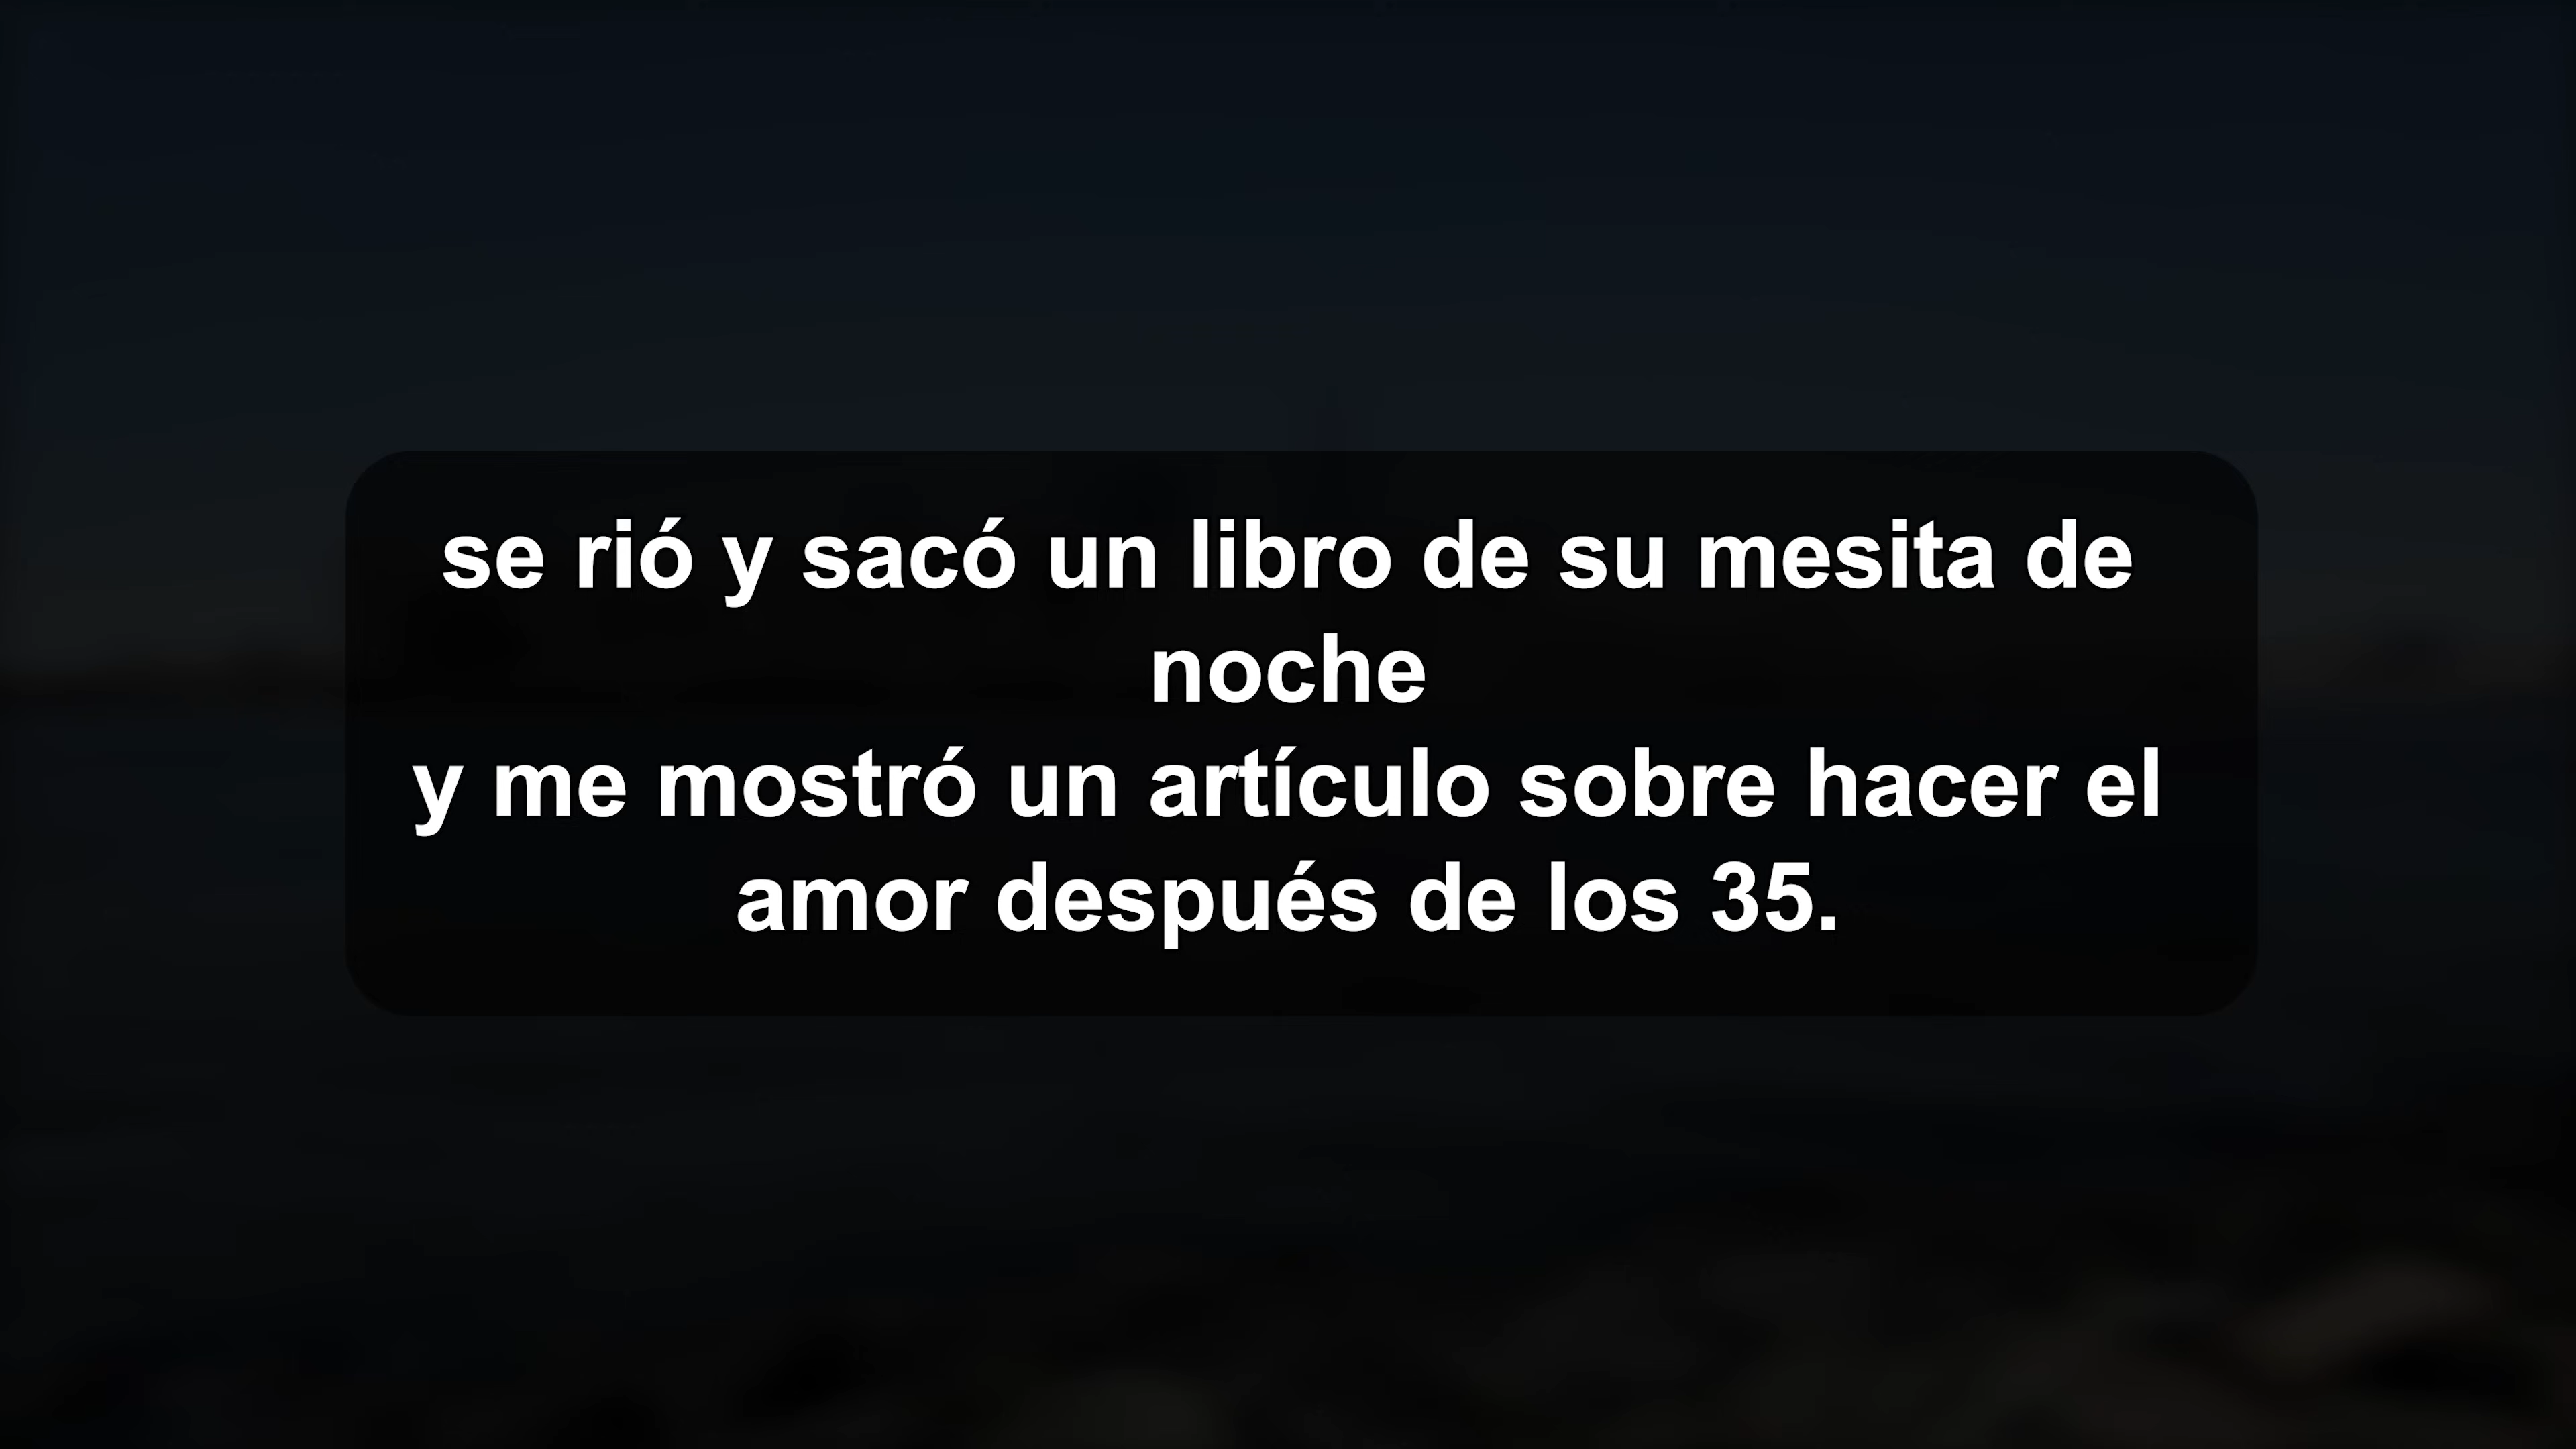 se rió y sacó un libro de su mesita de
noche
y me mostró un artículo sobre hacer el
amor después de los 35.